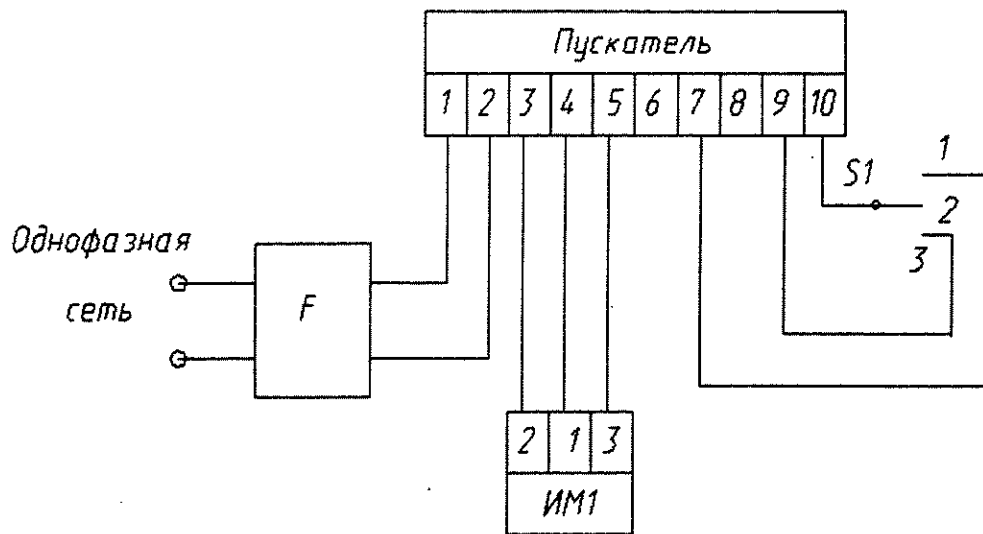 Пускатель
1 2 3 4 5 6 7 8 9 10
S1
1
2
3
Однофазная
сеть
F
2 1 3
ИМ1